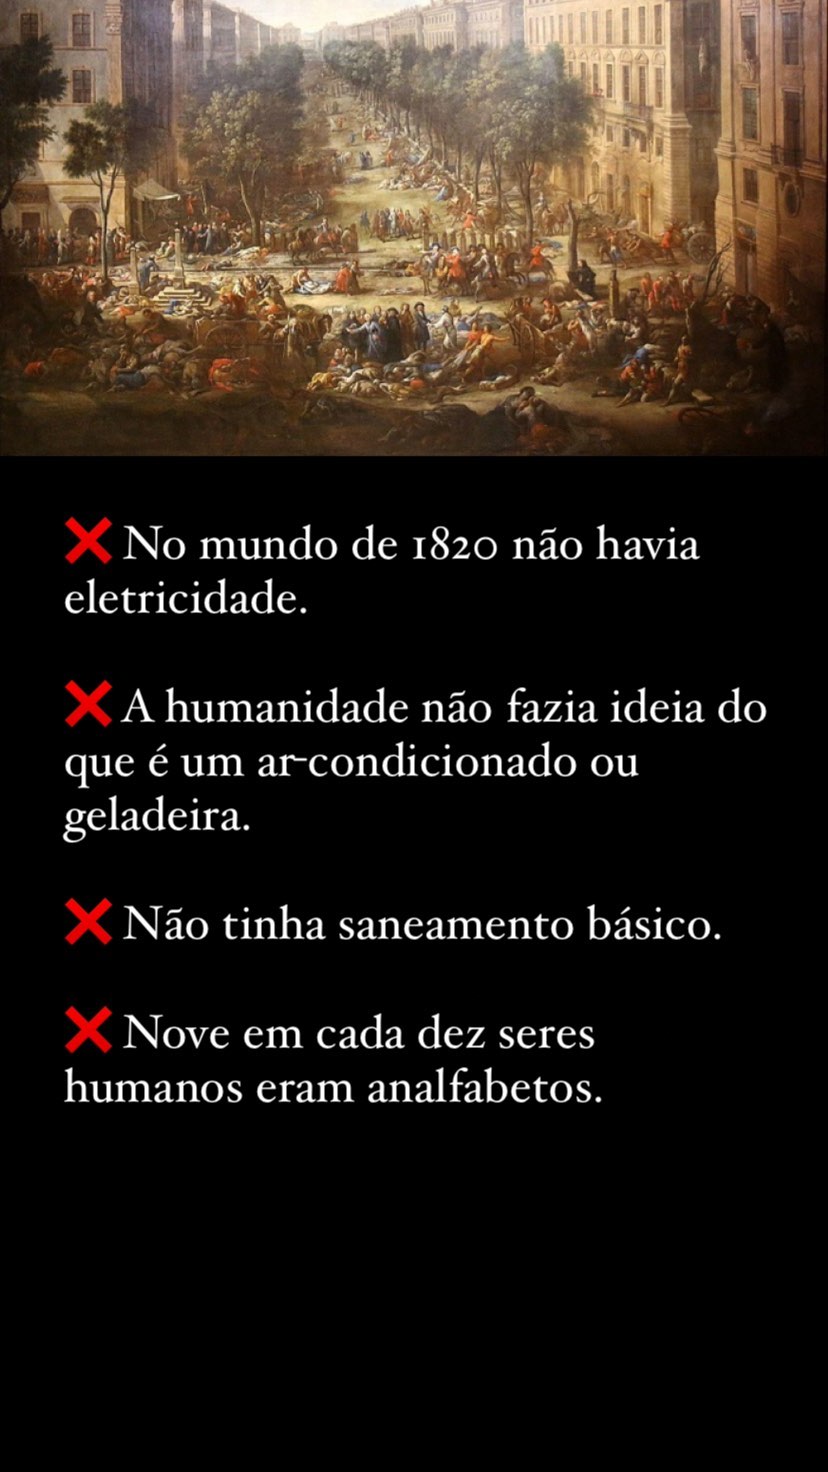 ❌ No mundo de 1820 não havia
eletricidade.
❌ A humanidade não fazia ideia do
que é um ar-condicionado ou
geladeira.
❌ Não tinha saneamento básico.
❌ Nove em cada dez seres
humanos eram analfabetos.